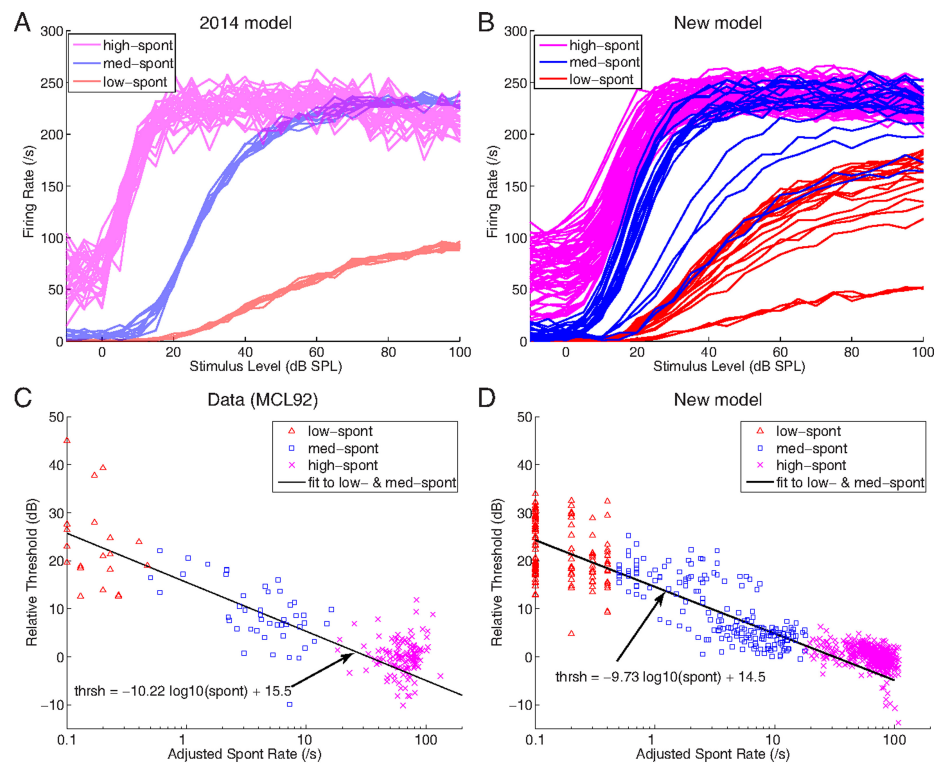 A
2014 model
300
250
200
150
100
50
0
Firing Rate (/s)
high−spont
med−spont
low−spont
0 20 40 60 80 100
Stimulus Level (dB SPL)
B
New model
300
250
200
150
100
50
0
Firing Rate (/s)
high−spont
med−spont
low−spont
0 20 40 60 80 100
Stimulus Level (dB SPL)
C
Data (MCL92)
50
40
30
20
10
0
−10
Relative Threshold (dB)
low−spont
med−spont
high−spont
fit to low− & med−spont
thrsh = −10.22 log10(spont) + 15.5
0.1 1 10 100
Adjusted Spont Rate (/s)
D
New model
50
40
30
20
10
0
−10
Relative Threshold (dB)
low−spont
med−spont
high−spont
fit to low− & med−spont
thrsh = −9.73 log10(spont) + 14.5
0.1 1 10 100
Adjusted Spont Rate (/s)